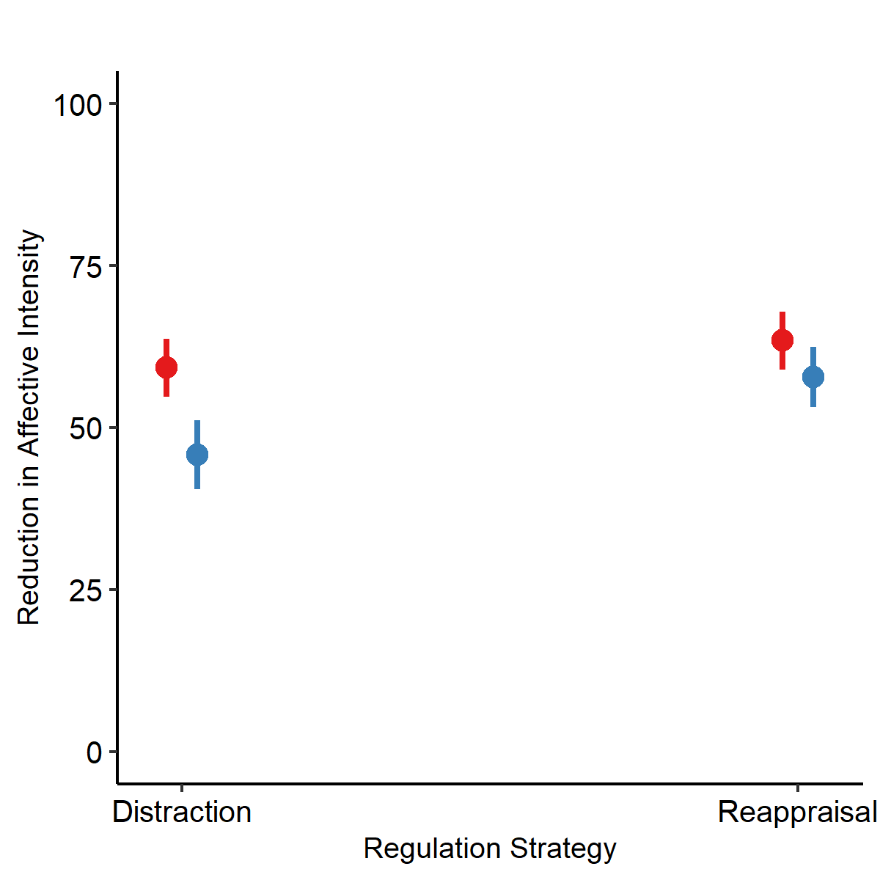 Reduction in Affective Intensity
100
75
50
25
0
Distraction
Reappraisal
Regulation Strategy